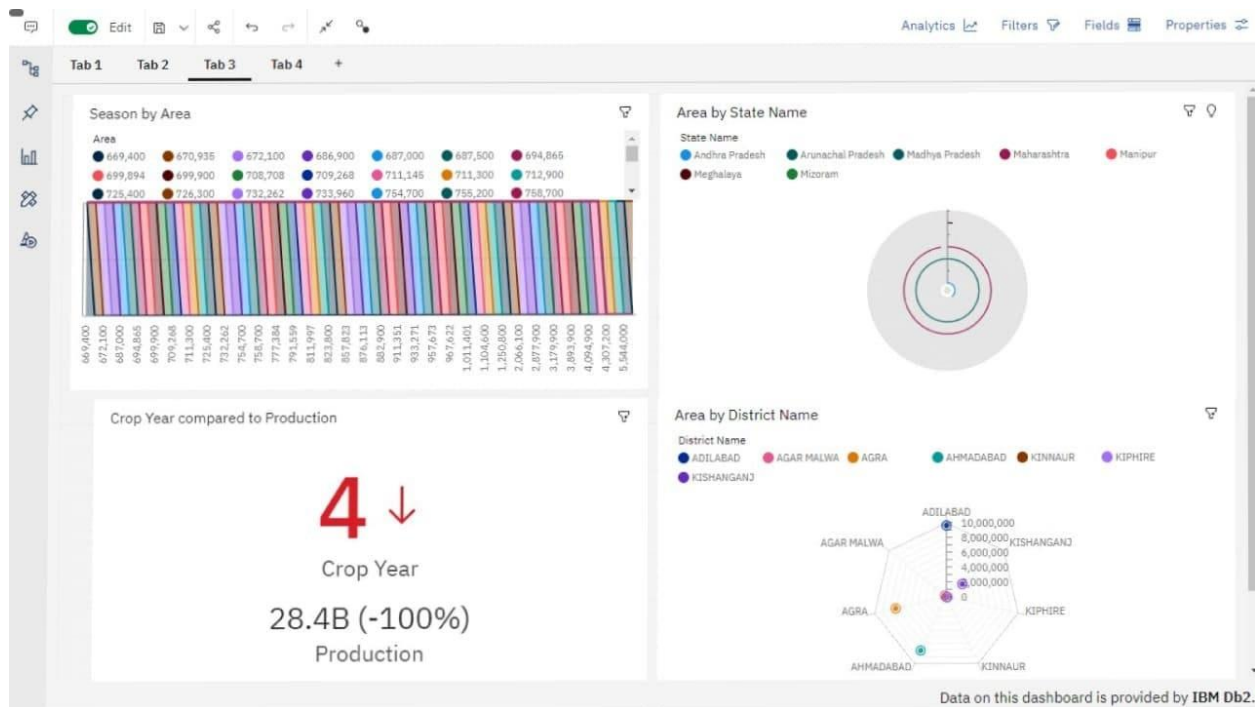 Edit
Analytics Filters Fields Properties
Tab 1 Tab 2 Tab 3 Tab 4 +
Season by Area
Area
669,400 670,935 672,100 686,900 687,000 687,500 694,865
699,894 699,900 708,708 709,268 711,145 711,300 712,900
725,400 726,300 732,262 733,960 754,700 755,200 758,700
669,400
672,100
687,000
694,865
699,900
709,268
711,300
725,400
732,262
754,700
758,700
777,384
791,559
811,997
823,800
857,823
876,113
882,900
911,351
933,271
957,673
967,622
1,011,401
1,104,600
1,250,800
2,066,100
2,877,900
3,179,900
3,893,900
4,094,900
4,307,200
5,544,000
Area by State Name
State Name
Andhra Pradesh Arunachal Pradesh Madhya Pradesh Maharashtra Manipur
Meghalaya Mizoram
Crop Year compared to Production
4
Crop Year
28.4B (-100%)
Production
Area by District Name
District Name
ADILABAD AGAR MALWA AGRA AHMADABAD KINNAUR KIPHIRE
KISHANGANJ
ADILABAD
10,000,000
8,000,000
AGAR MALWA KISHANGANJ
6,000,000
4,000,000
0
AGRA KIPHIRE
AHMADABAD KINNAUR
Data on this dashboard is provided by IBM Db2.